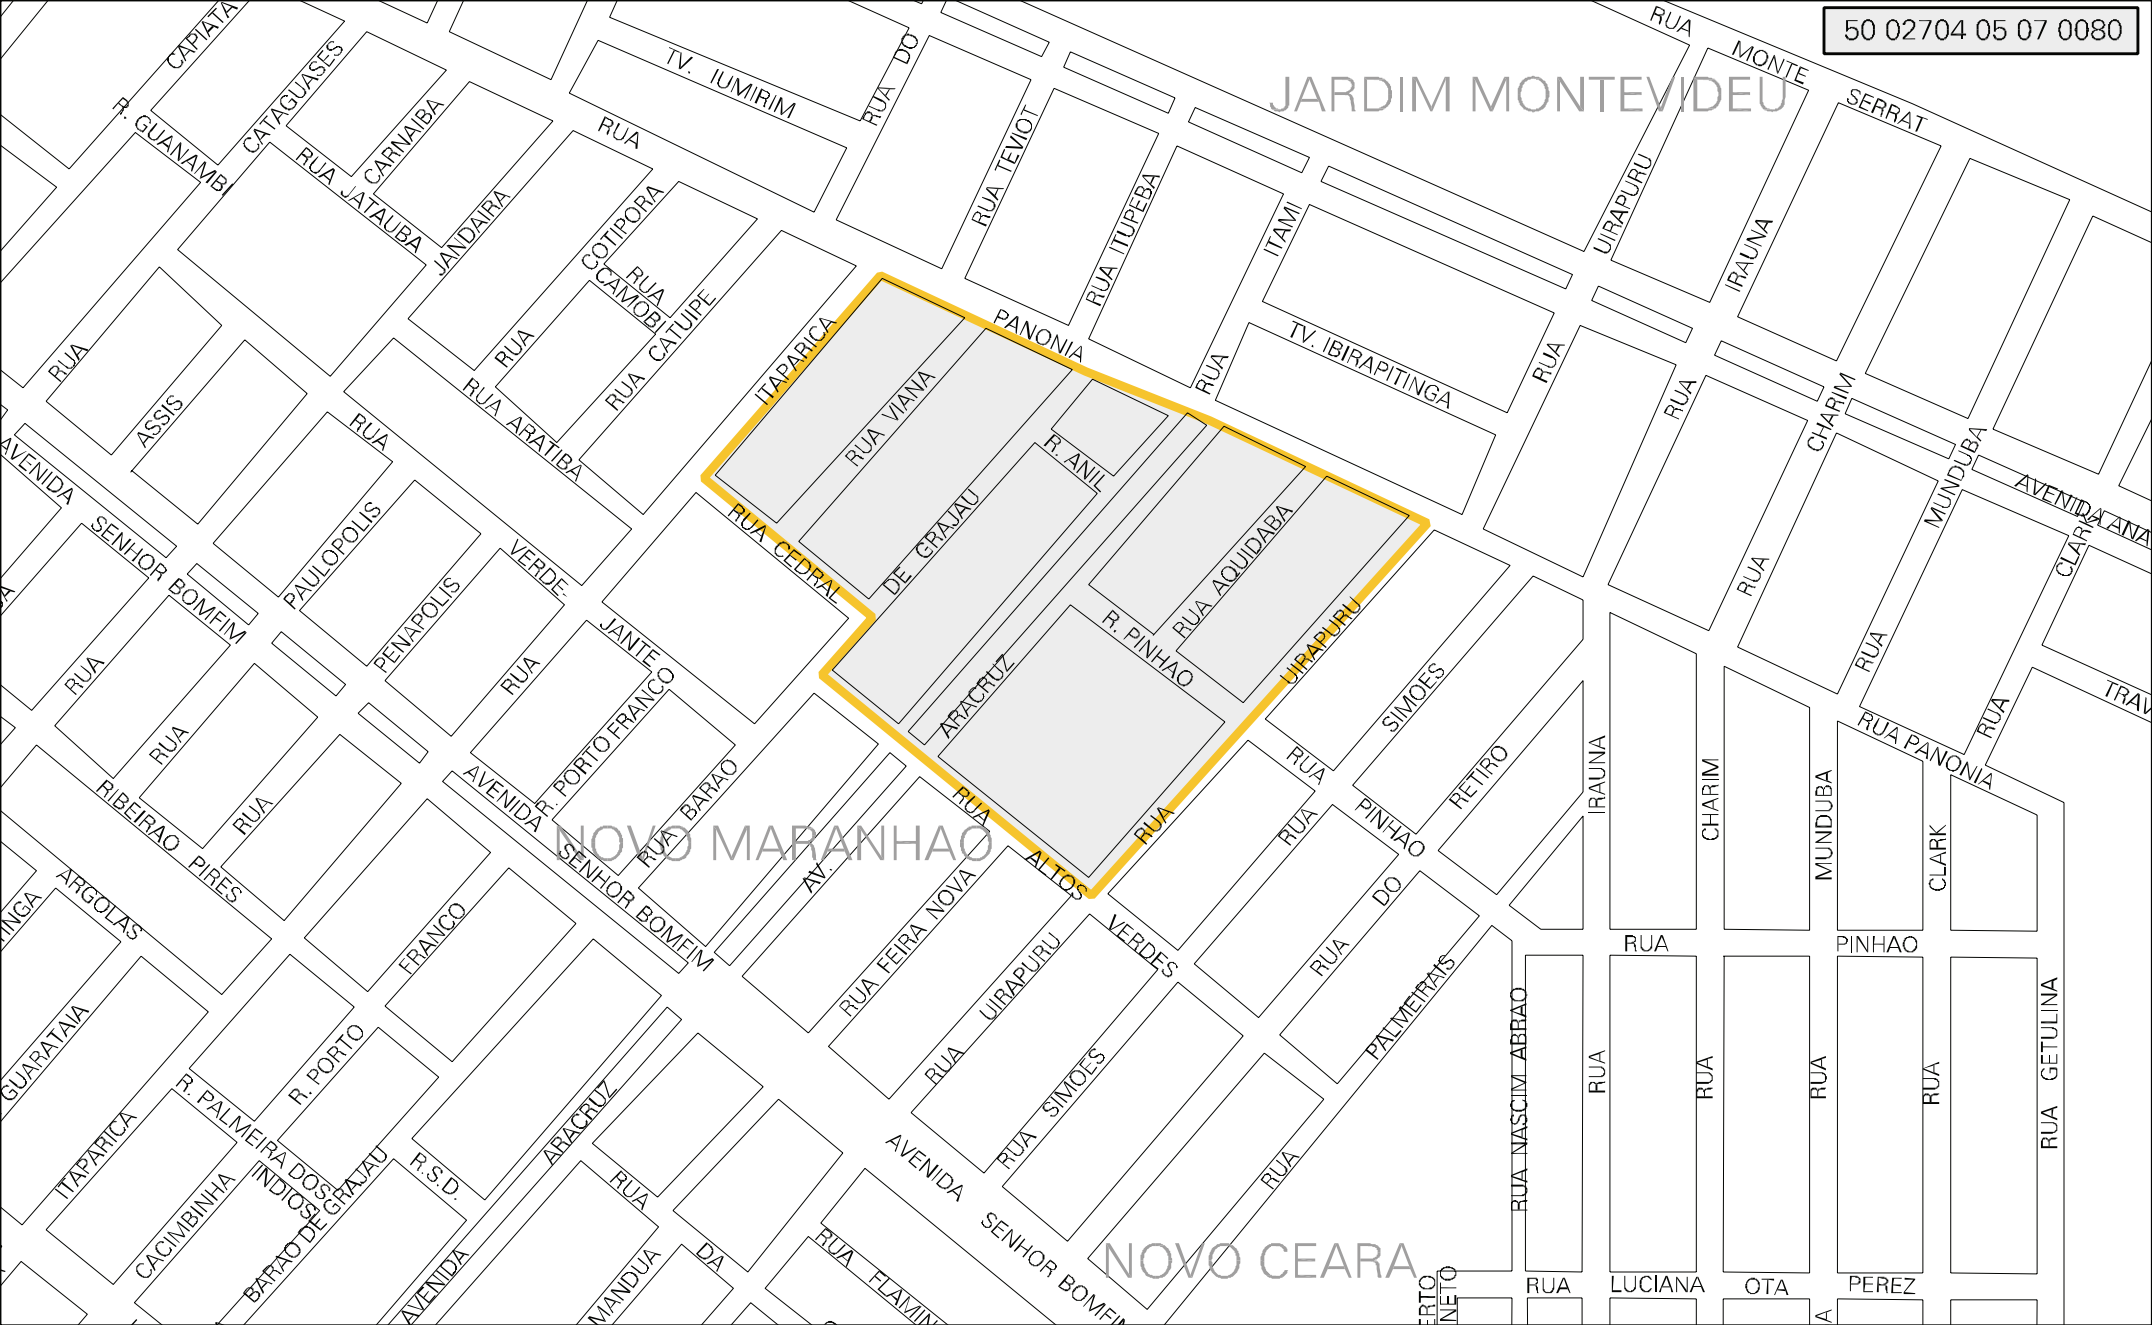 50 02704 05 07 0080
JARDIM MONTEVIDEU
NOVO MARANHAO
NOVO CEARA
RUA
MONTE
SERRAT
CAPIATA
CATAGUASES
CARNAIBA
R. GUANAMBI
RUA JATAUBA
JANDAIRA
TV. IUMIRIM
RUA
RUA DO
RUA TEVIOT
RUA ITUPEBA
ITAMI
RUA
UIRAPURU
RUA
IRAUNA
RUA
CHARIM
RUA
MUNDUBA
RUA
CLARK
RUA
AVENIDA
TV. IBIRAPITINGA
COTIPORA
RUA
CAMOBI
RUA
CATUIPE
RUA
RUA ARATIBA
ITAPARICA
PANONIA
RUA VIANA
DE GRAJAU
R. ANIL
RUA AQUIDABA
R. PINHAO
ARACRUZ
RUA CEDRAL
UIRAPURU
RUA
RUA
ALTOS
VERDES
RUA
ASSIS
AVENIDA
SENHOR BOMFIM
RUA
VERDE
PAULOPOLIS
PENAPOLIS
RUA
RUA
RUA
RUA
JANTE O
R. PORTO FRANCO
RUA BARAO
AV.
AVENIDA
SENHOR BOMFIM
RUA FEIRA NOVA
UIRAPURU
RUA
SIMOES
RUA
SIMOES
RUA
RETIRO
DO
RUA
PINHAO
RUA
PALMEIRAIS
RUA
RIBEIRAO PIRES
ARGOLAS
FRANCO
R. PORTO
GUARATAIA
ITAPARICA
R. PALMEIRA DOS
INDIOS
CACIMBINHA
BARAO DE GRAJAU
R.S.D.
ARACRUZ
AVENIDA
RUA
DA
MANDUA
RUA
AVENIDA
SENHOR BOMFIM
IRAUNA
CHARIM
MUNDUBA
CLARK
RUA PANONIA
RUA
PINHAO
RUA NASCIM ABRAO
RUA
RUA
RUA
RUA
RUA GETULINA
RUA
LUCIANA
OTA
PEREZ
NETO